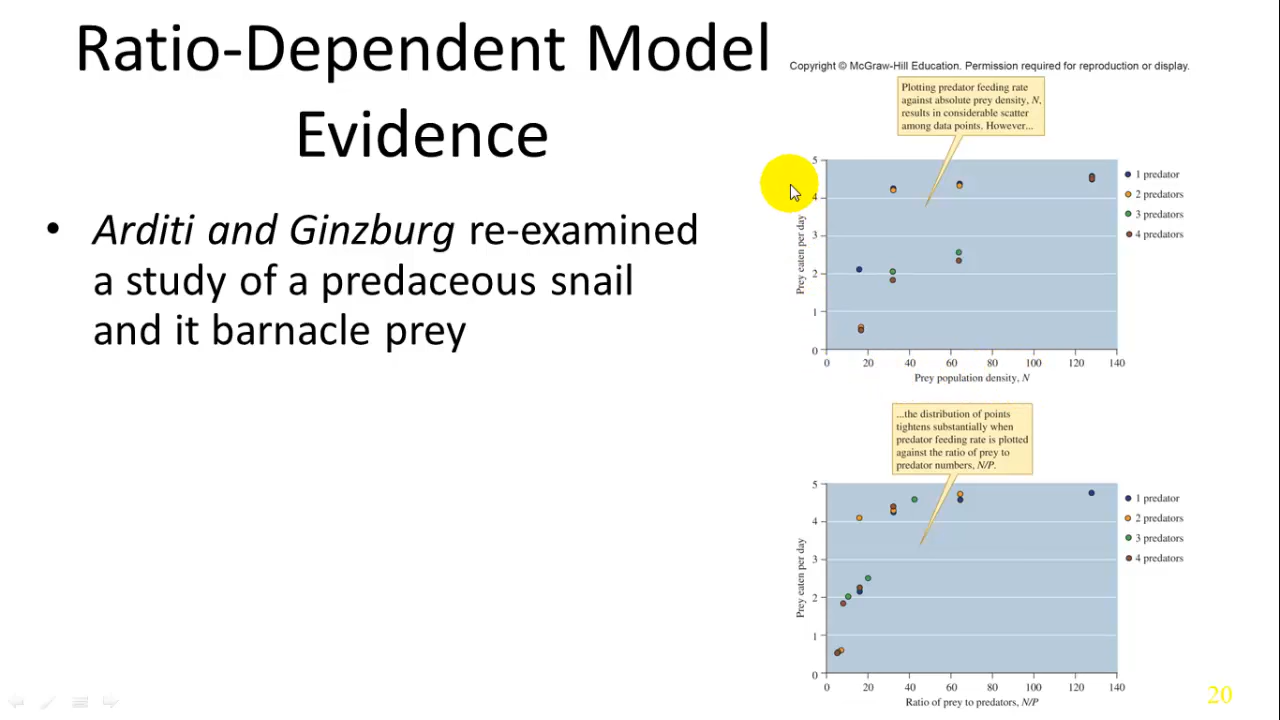 Ratio-Dependent Model
Evidence
• Arditi and Ginzburg re-examined
a study of a predaceous snail
and it barnacle prey
Copyright © McGraw-Hill Education. Permission required for reproduction or display.
Plotting predator feeding rate
against absolute prey density, N,
results in considerable scatter
among data points. However...
5
4
3
2
1
0
Prey eaten per day
0 20 40 60 80 100 120 140
Prey population density, N
1 predator
2 predators
3 predators
4 predators
...the distribution of points
tightens substantially when
predator feeding rate is plotted
against the ratio of prey to
predator numbers, N/P.
5
4
3
2
1
0
Prey eaten per day
0 20 40 60 80 100 120 140
Ratio of prey to predators, N/P
1 predator
2 predators
3 predators
4 predators
20